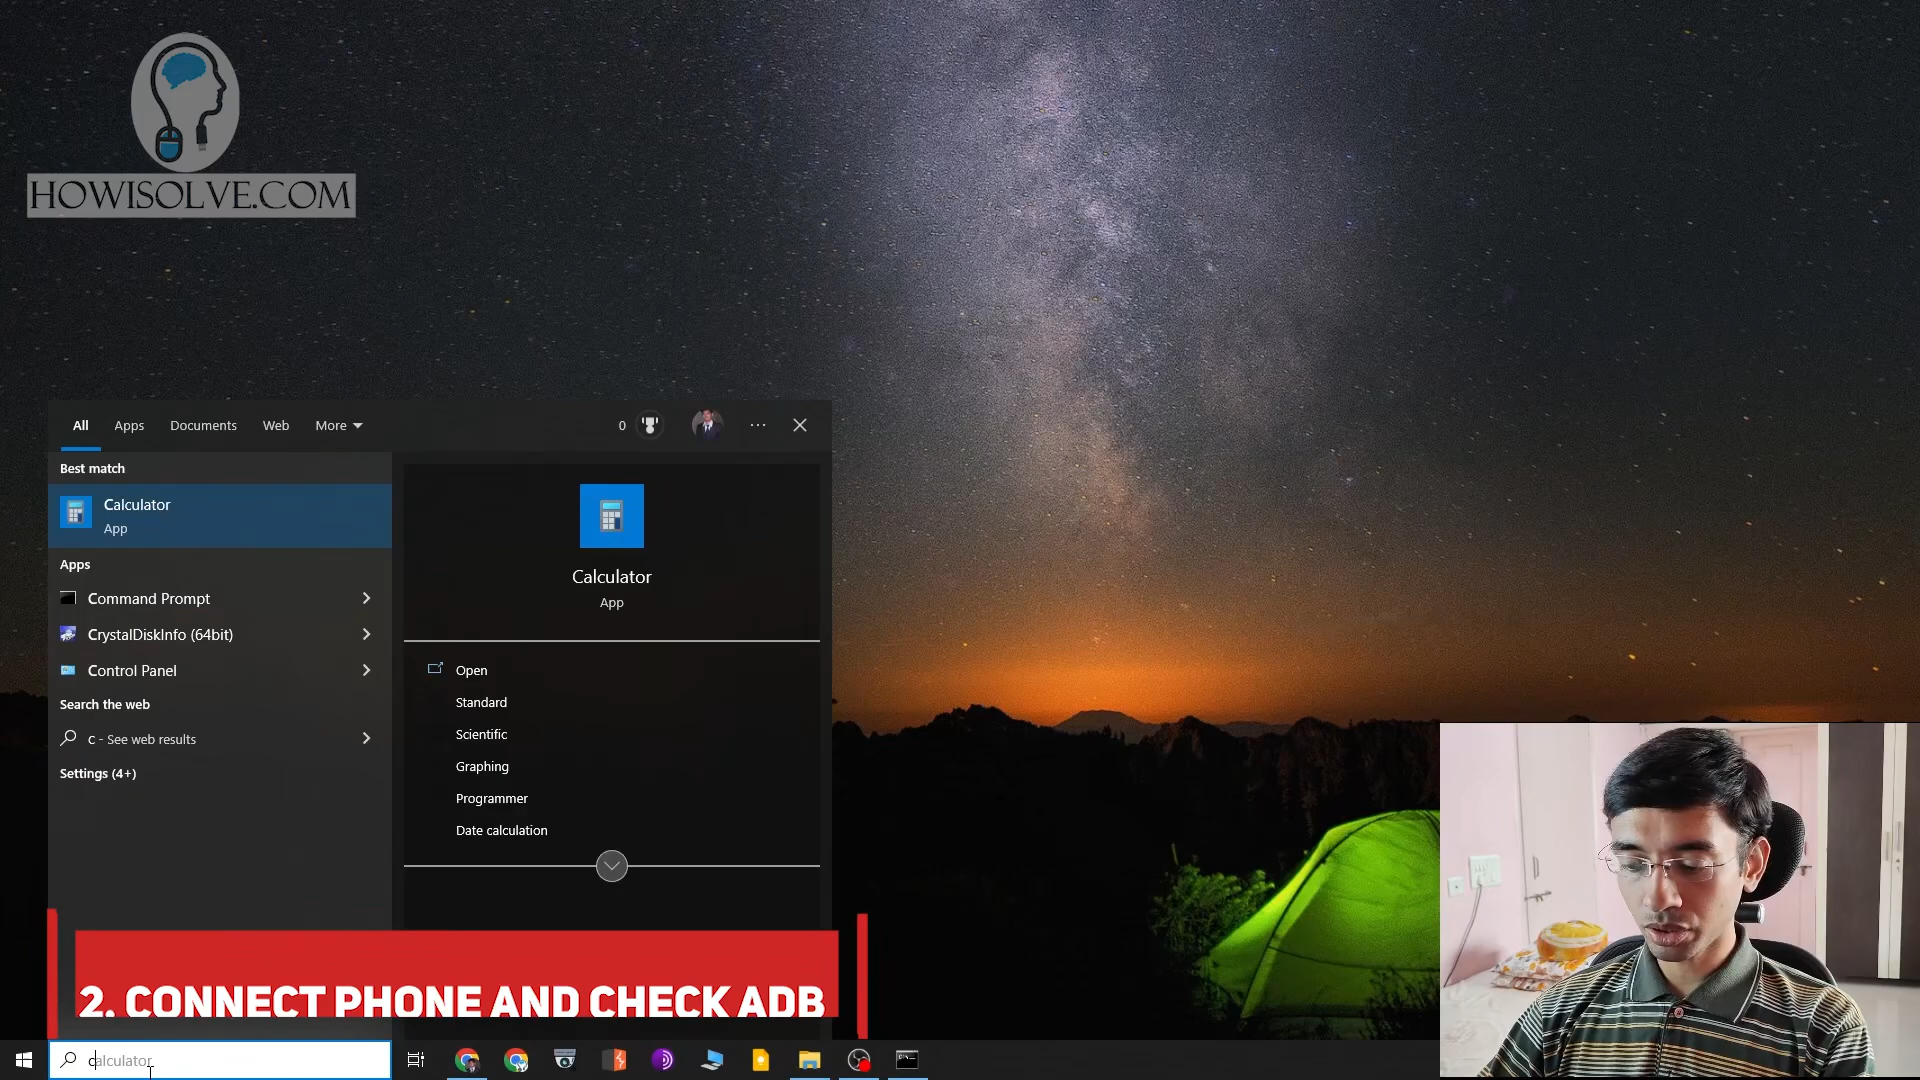 HOWISOLVE.COM
All
Apps
Documents
Web
More
0
Best match
Calculator
App
Apps
Command Prompt
CrystalDiskInfo (64bit)
Control Panel
Search the web
c - See web results
Settings (4+)
Calculator
App
Open
Standard
Scientific
Graphing
Programmer
Date calculation
2. CONNECT PHONE AND CHECK ADB
calculator